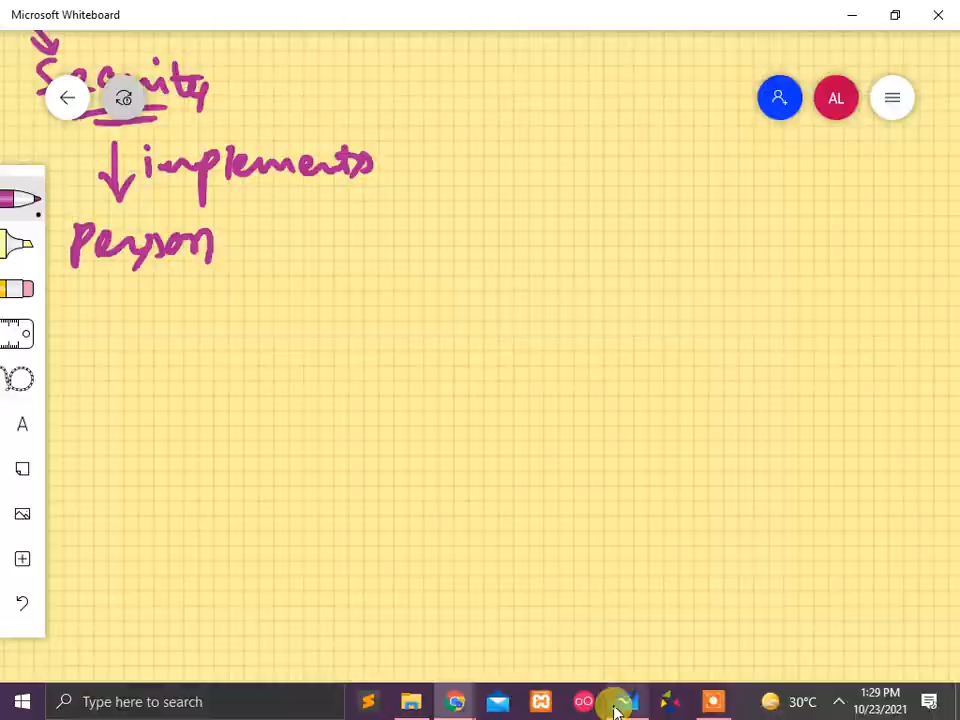 Microsoft Whiteboard
Security
AL
implements
Person
A
Type here to search
30°C
1:29 PM
10/23/2021